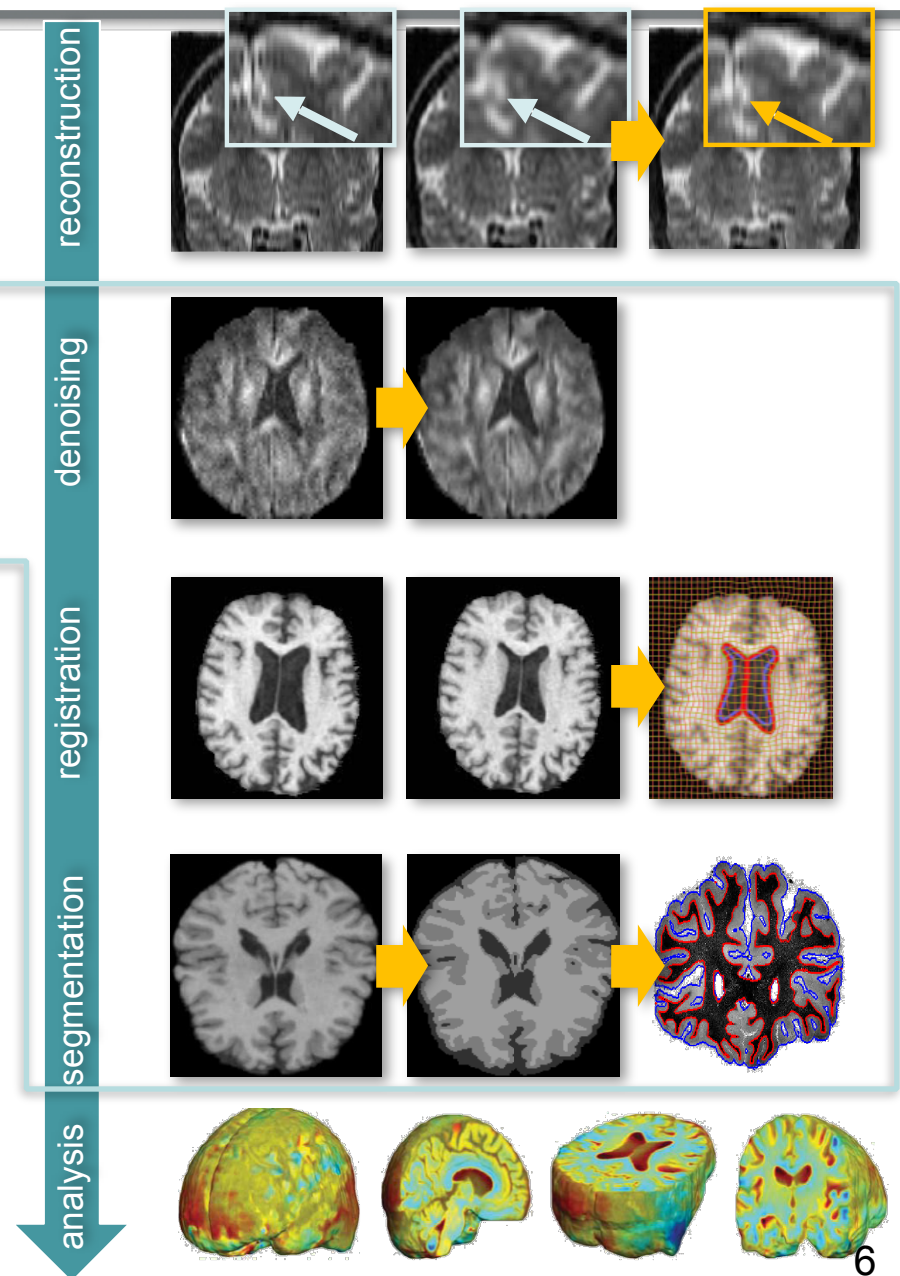 reconstruction
denoising
registration
segmentation
analysis
6